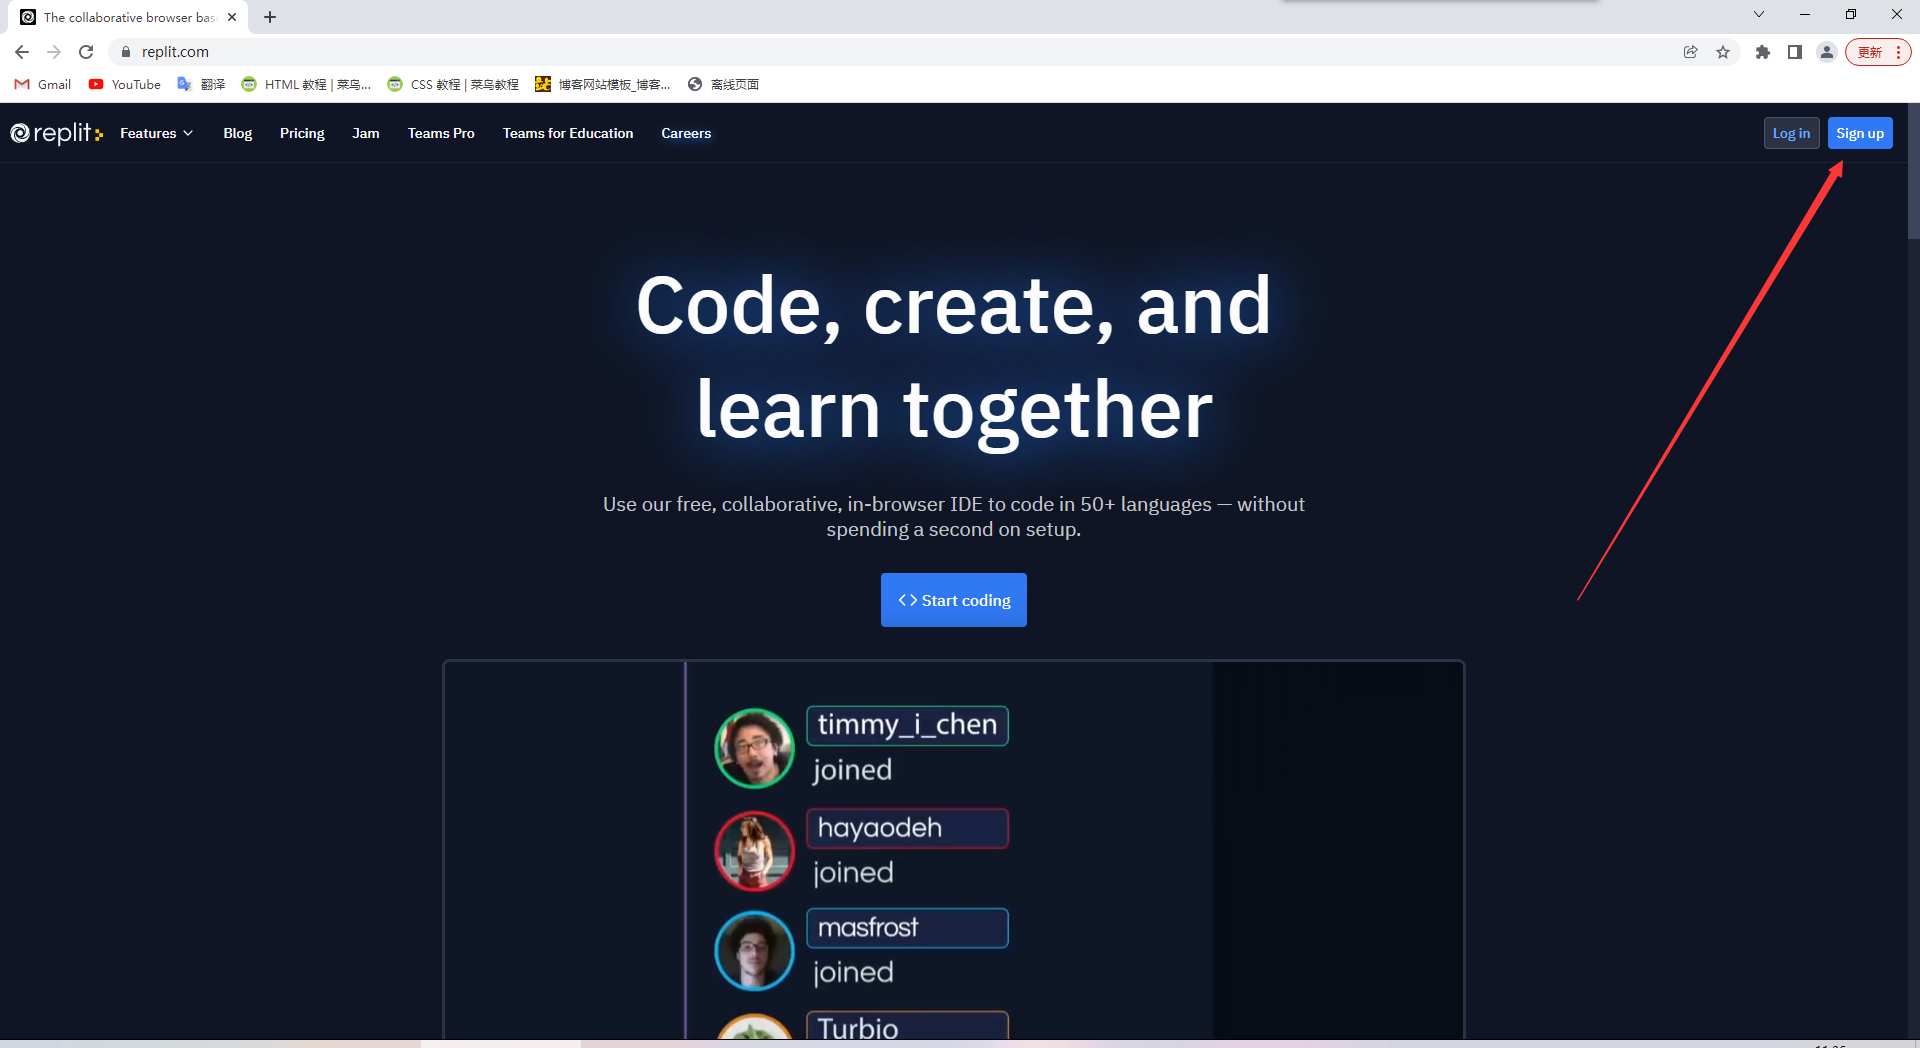 The collaborative browser bas
replit.com
更新
Gmail
YouTube
翻译
HTML 教程 | 菜鸟...
CSS 教程 | 菜鸟教程
博客网站模板_博客...
离线页面
replit
Features
Blog
Pricing
Jam
Teams Pro
Teams for Education
Careers
Log in
Sign up
Code, create, and
learn together
Use our free, collaborative, in-browser IDE to code in 50+ languages — without
spending a second on setup.
<> Start coding
timmy_i_chen
joined
hayaodeh
joined
masfrost
joined
Turbio